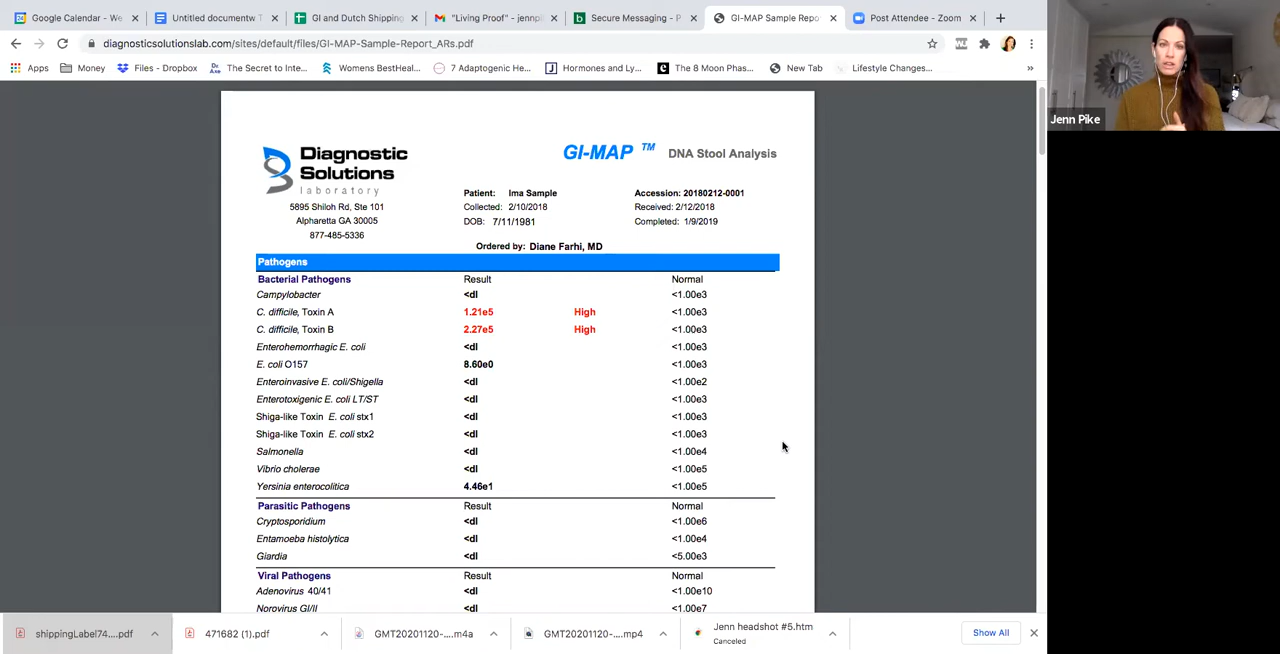 Google Calendar - We
Untitled documentw T
GI and Dutch Shipping
"Living Proof" - jennpi
Secure Messaging - P
GI-MAP Sample Repo
Post Attendee - Zoom
diagnosticsolutionslab.com/sites/default/files/GI-MAP-Sample-Report_ARs.pdf
Apps
Money
Files - Dropbox
The Secret to Inte...
Womens BestHeal...
7 Adaptogenic He...
Hormones and Ly...
The 8 Moon Phas...
New Tab
Lifestyle Changes...
»
Jenn Pike
Diagnostic
Solutions
laboratory
5895 Shiloh Rd, Ste 101
Alpharetta GA 30005
877-485-5336
GI-MAP ™ DNA Stool Analysis
Patient: Ima Sample
Collected: 2/10/2018
DOB: 7/11/1981
Accession: 20180212-0001
Received: 2/12/2018
Completed: 1/9/2019
Ordered by: Diane Farhi, MD
Pathogens
Bacterial Pathogens Result Normal
Campylobacter <dl <1.00e3
C. difficile, Toxin A 1.21e5 High <1.00e3
C. difficile, Toxin B 2.27e5 High <1.00e3
Enterohemorrhagic E. coli <dl <1.00e3
E. coli O157 8.60e0 <1.00e3
Enteroinvasive E. coli/Shigella <dl <1.00e2
Enterotoxigenic E. coli LT/ST <dl <1.00e3
Shiga-like Toxin E. coli stx1 <dl <1.00e3
Shiga-like Toxin E. coli stx2 <dl <1.00e3
Salmonella <dl <1.00e4
Vibrio cholerae <dl <1.00e5
Yersinia enterocolitica 4.46e1 <1.00e5
Parasitic Pathogens Result Normal
Cryptosporidium <dl <1.00e6
Entamoeba histolytica <dl <1.00e4
Giardia <dl <5.00e3
Viral Pathogens Result Normal
Adenovirus 40/41 <dl <1.00e10
Norovirus GI/II <dl <1.00e7
shippingLabel74....pdf
471682 (1).pdf
GMT20201120-....m4a
GMT20201120-....mp4
Jenn headshot #5.htm
Canceled
Show All